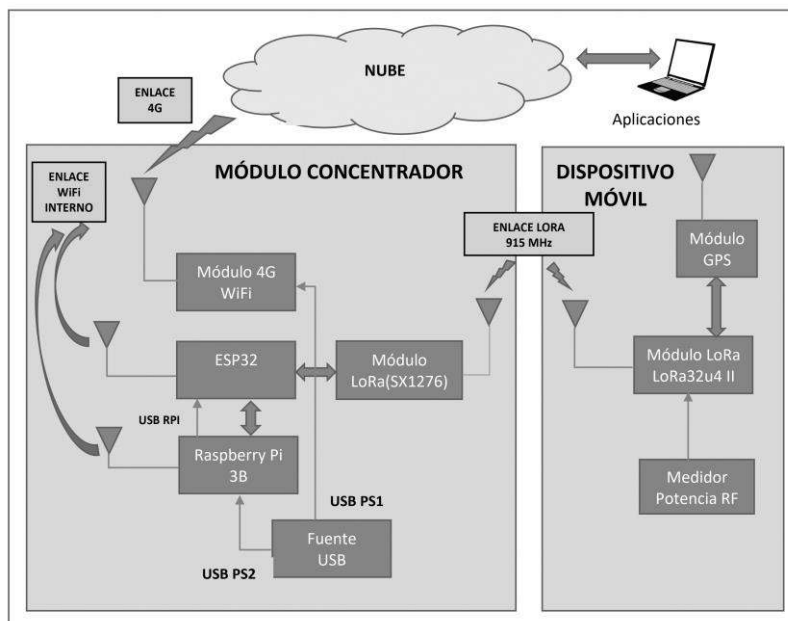 NUBE
Aplicaciones
ENLACE
4G
ENLACE
WiFi
INTERNO
MÓDULO CONCENTRADOR
DISPOSITIVO
MÓVIL
ENLACE LORA
915 MHz
Módulo 4G
WiFi
ESP32
Módulo
LoRa(SX1276)
USB RPI
Raspberry Pi
3B
USB PS1
Fuente
USB
USB PS2
Módulo
GPS
Módulo LoRa
LoRa32u4 II
Medidor
Potencia RF